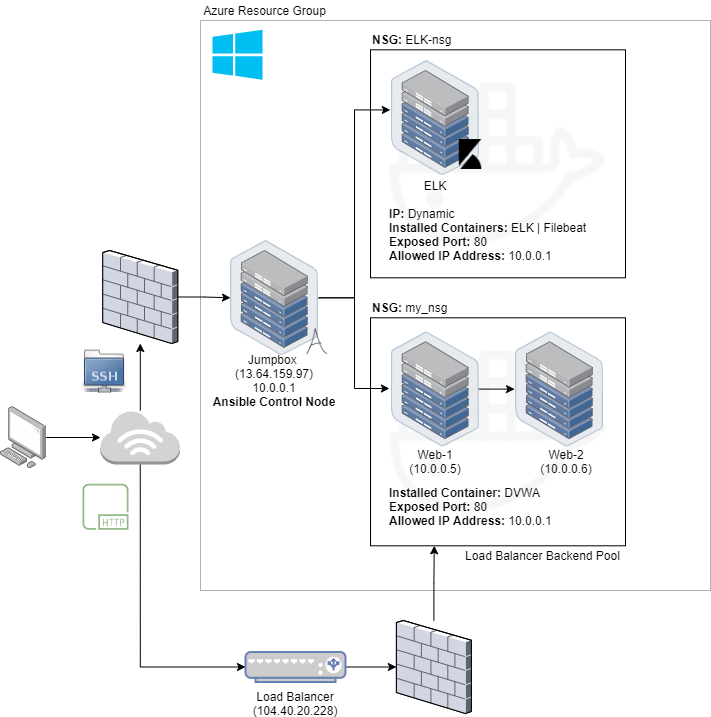 Azure Resource Group
NSG: ELK-nsg
ELK
IP: Dynamic
Installed Containers: ELK | Filebeat
Exposed Port: 80
Allowed IP Address: 10.0.0.1
NSG: my_nsg
Jumpbox
(13.64.159.97)
10.0.0.1
Ansible Control Node
SSH
Web-1
(10.0.0.5)
Web-2
(10.0.0.6)
HTTP
Installed Container: DVWA
Exposed Port: 80
Allowed IP Address: 10.0.0.1
Load Balancer Backend Pool
Load Balancer
(104.40.20.228)